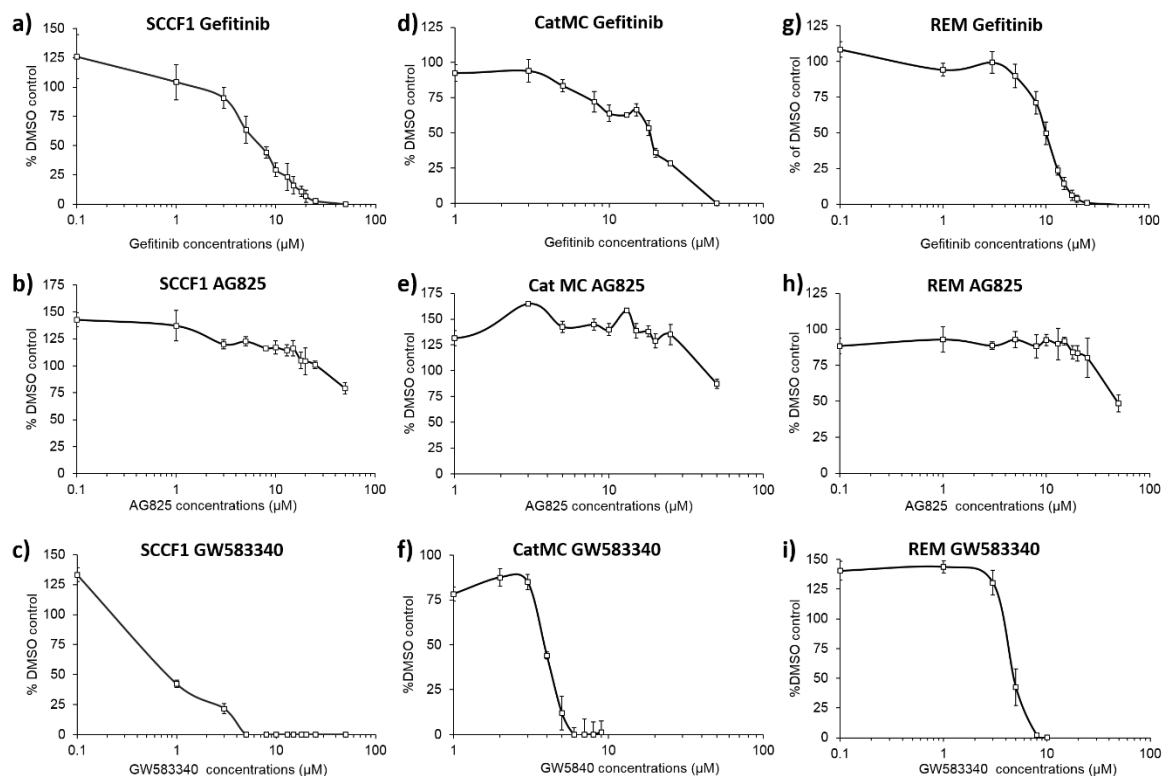 a) SCCF1 Gefitinib
% DMSO control
150
125
100
75
50
25
0
0.1 1 10 100
Gefitinib concentrations (µM)
d) CatMC Gefitinib
% DMSO control
125
100
75
50
25
0
1 10 100
Gefitinib concentrations (µM)
g) REM Gefitinib
% of DMSO control
125
100
75
50
25
0
0.1 1 10 100
Gefitinib concentrations (µM)
b) SCCF1 AG825
% DMSO control
175
150
125
100
75
50
25
0
0.1 1 10 100
AG825 concentrations (µM)
e) Cat MC AG825
% DMSO control
175
150
125
100
75
50
25
0
1 10 100
AG825 concentrations (µM)
h) REM AG825
% DMSO control
150
125
100
75
50
25
0
0.1 1 10 100
AG825 concentrations (µM)
c) SCCF1 GW583340
% DMSO control
150
125
100
75
50
25
0
0.1 1 10 100
GW583340 concentrations (µM)
f) CatMC GW583340
%DMSO control
100
75
50
25
0
1 10 100
GW5840 concentrations (µM)
i) REM GW583340
%DMSO control
150
125
100
75
50
25
0
0.1 1 10 100
GW583340 concentrations (µM)